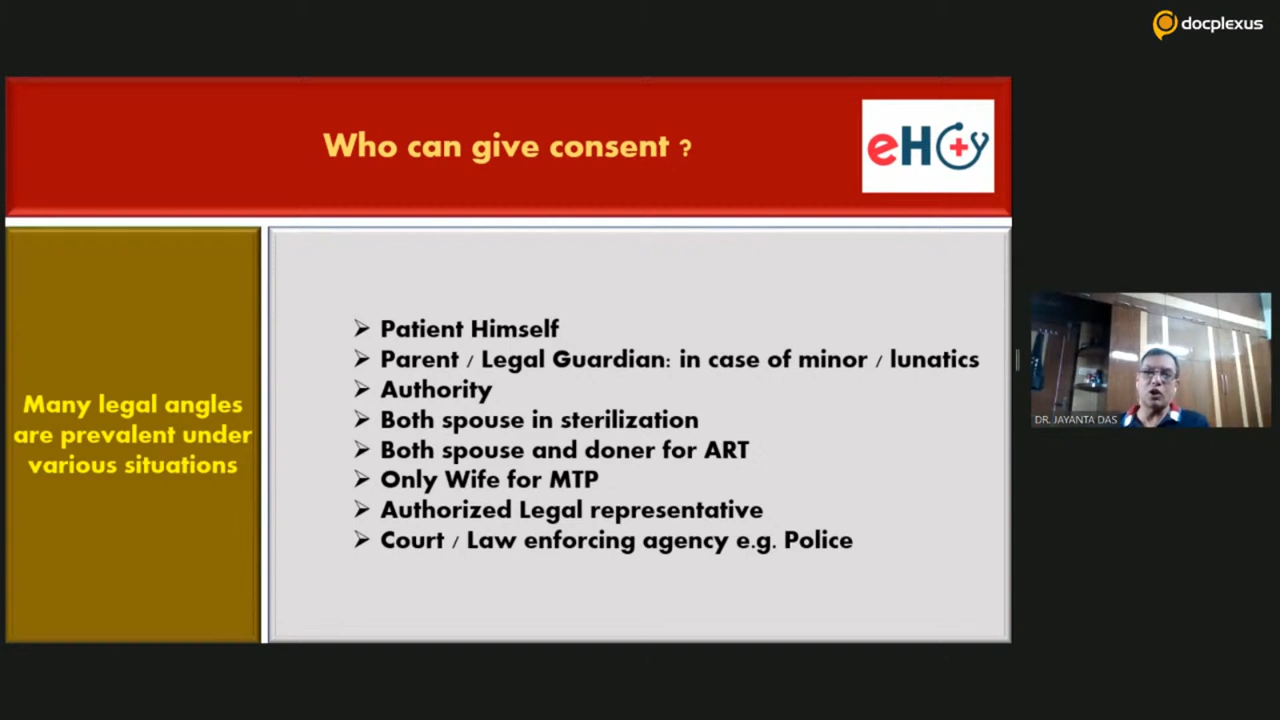 docplexus
Who can give consent ?
eHCy
Many legal angles
are prevalent under
various situations
➢ Patient Himself
➢ Parent / Legal Guardian: in case of minor / lunatics
➢ Authority
➢ Both spouse in sterilization
➢ Both spouse and doner for ART
➢ Only Wife for MTP
➢ Authorized Legal representative
➢ Court / Law enforcing agency e.g. Police
DR. JAYANTA DAS